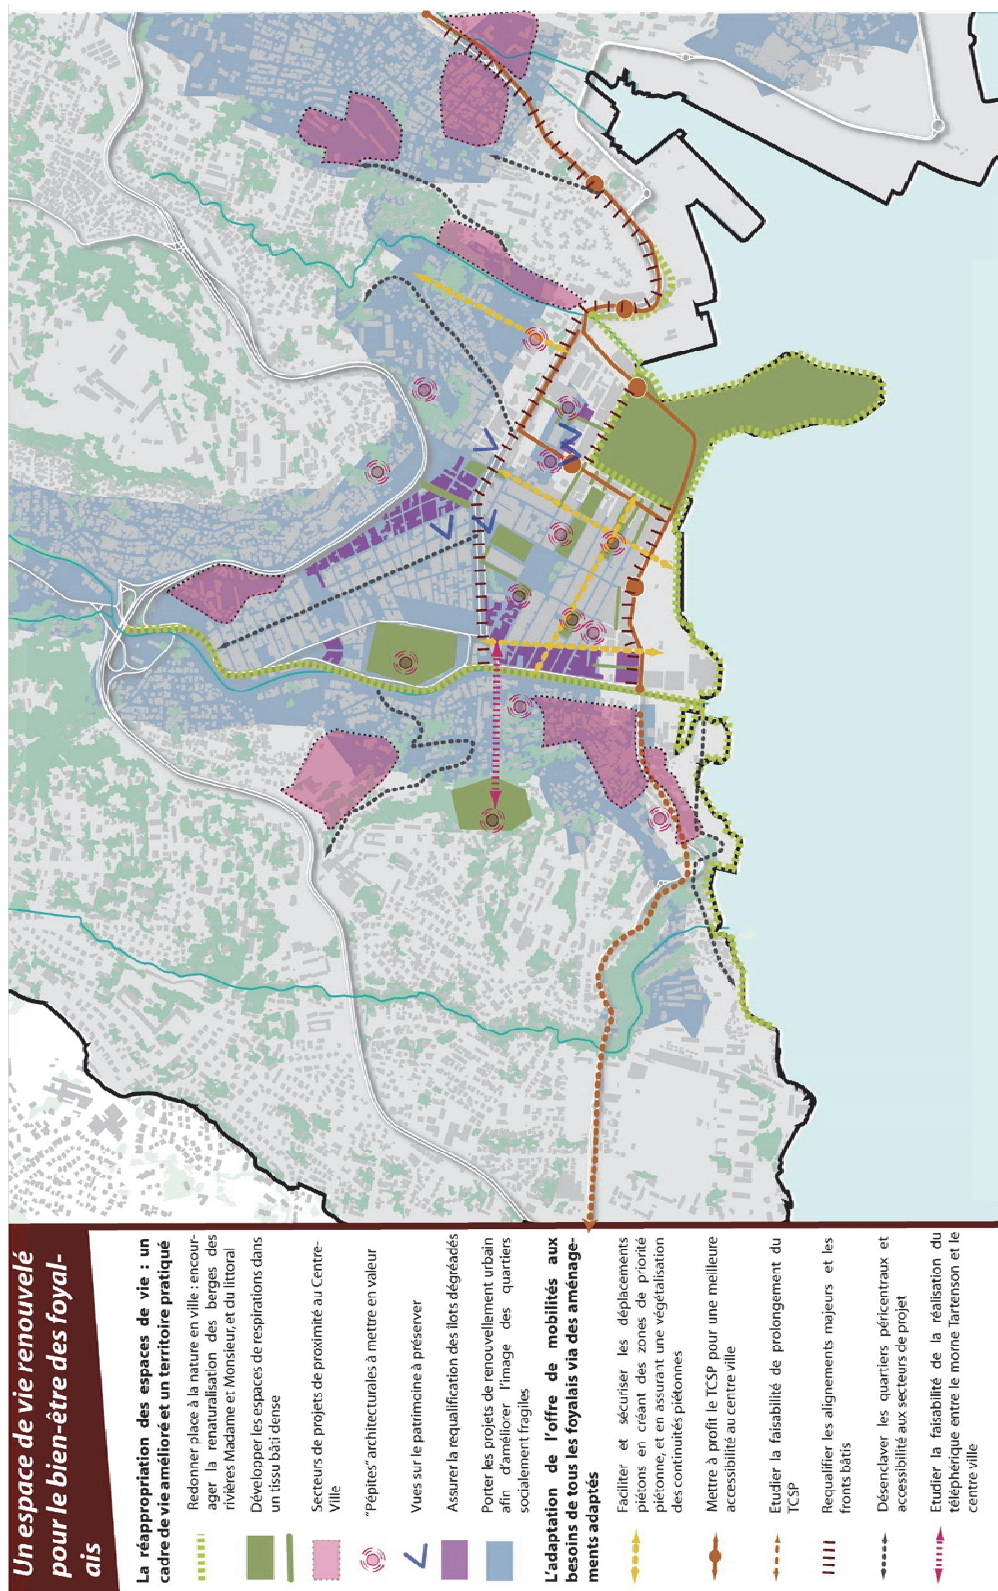 Un espace de vie renouvelé
pour le bien-être des foyal-
ais
La réappropriation des espaces de vie : un
cadre de vie amélioré et un territoire pratiqué
Redonner place à la nature en ville : encour-
ager la renaturalisation des berges des
rivières Madame et Monsieur, et du littoral
Développer les espaces de respirations dans
un tissu bâti dense
Secteurs de projets de proximité au Centre-
Ville
"Pépites" architecturales à mettre en valeur
Vues sur le patrimoine à préserver
Assurer la requalification des îlots dégréadés
Porter les projets de renouvellement urbain
afin d'améliorer l'image des quartiers
socialement fragiles
L'adaptation de l'offre de mobilités aux
besoins de tous les foyalais via des aménage-
ments adaptés
Faciliter et sécuriser les déplacements
piétons en créant des zones de priorité
piétonne, et en assurant une végétalisation
des continuités piétonnes
Mettre à profit le TCSP pour une meilleure
accessibilité au centre ville
Etudier la faisabilité de prolongement du
TCSP
Requalifier les alignements majeurs et les
fronts bâtis
Désenclaver les quartiers péricentraux et
accessibilité aux secteurs de projet
Etudier la faisabilité de la réalisation du
téléphérique entre le morne Tartenson et le
centre ville